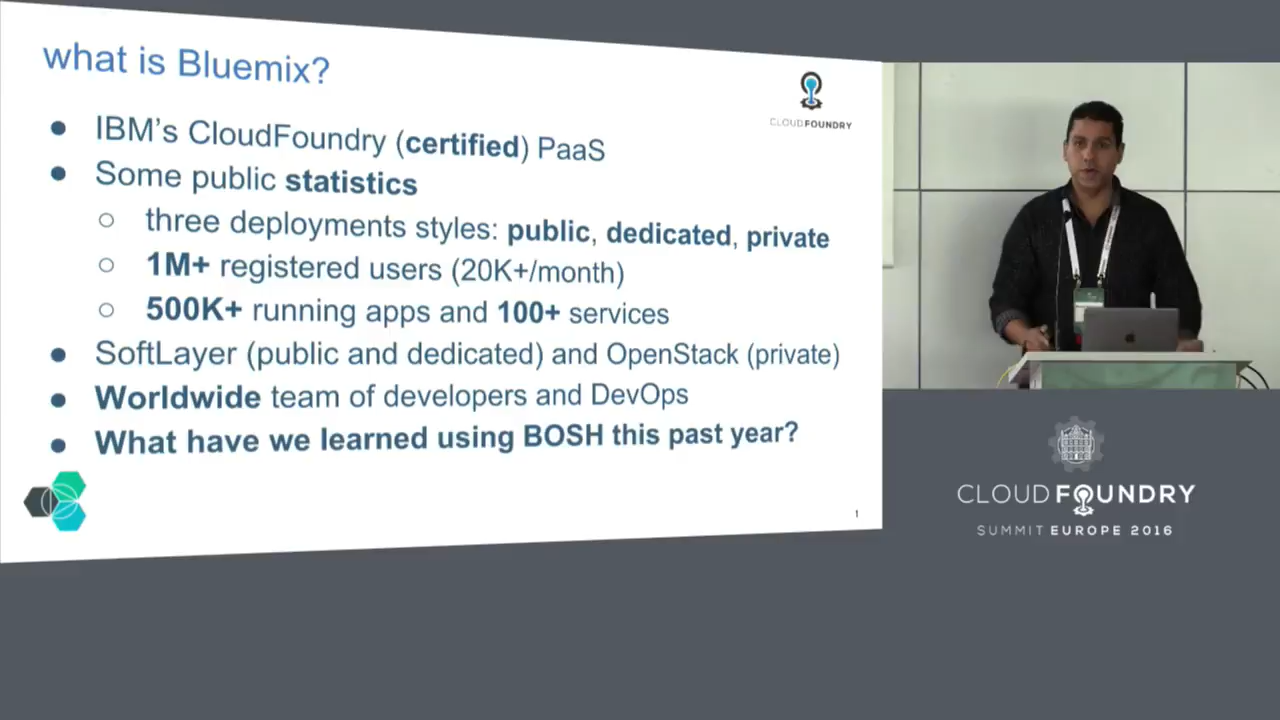 what is Bluemix?
CLOUDFOUNDRY
● IBM's CloudFoundry (certified) PaaS
● Some public statistics
○ three deployments styles: public, dedicated, private
○ 1M+ registered users (20K+/month)
○ 500K+ running apps and 100+ services
● SoftLayer (public and dedicated) and OpenStack (private)
● Worldwide team of developers and DevOps
● What have we learned using BOSH this past year?
1
CLOUD FOUNDRY
SUMMIT EUROPE 2016